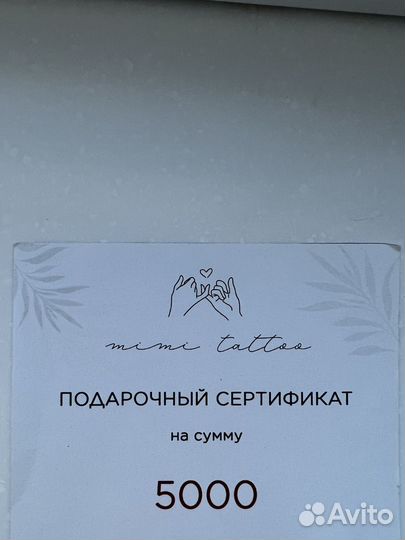 mimi tattoo
ПОДАРОЧНЫЙ СЕРТИФИКАТ
на сумму
5000
Avito